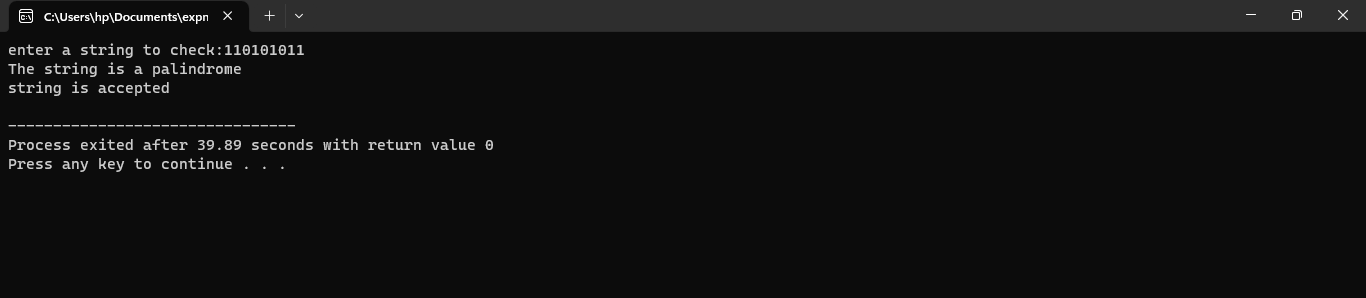 C:\Users\hp\Documents\expr
enter a string to check:110101011
The string is a palindrome
string is accepted
--------------------------------
Process exited after 39.89 seconds with return value 0
Press any key to continue . . .